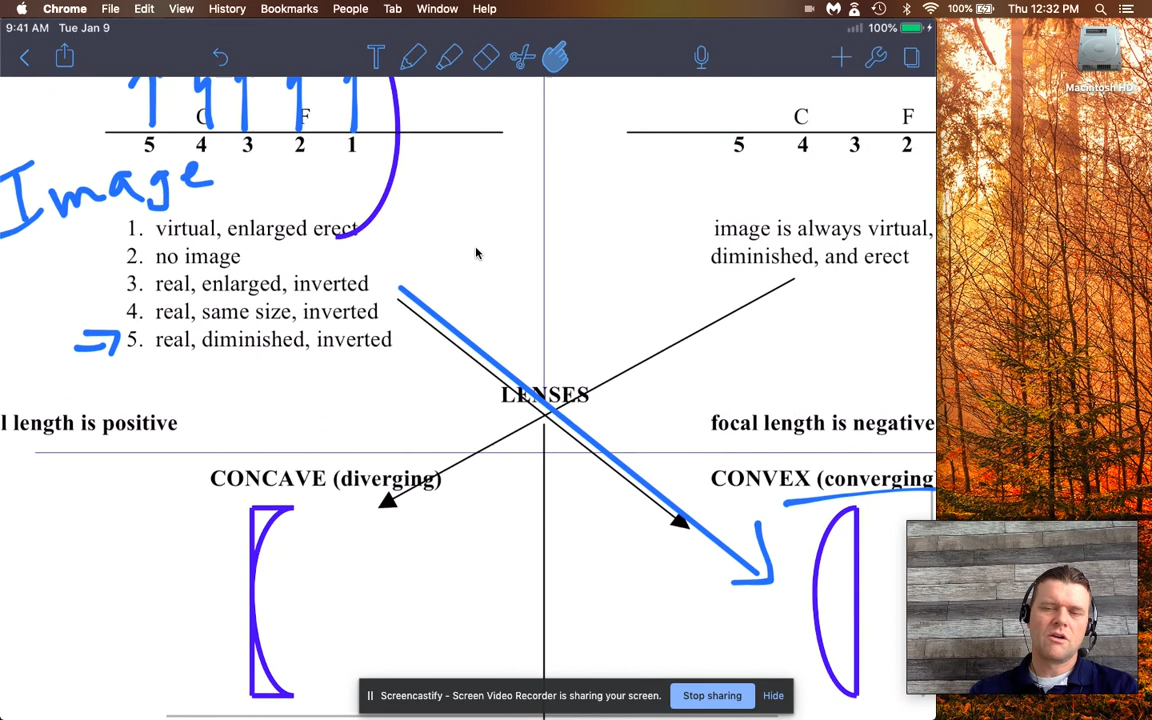 Chrome File Edit View History Bookmarks People Tab Window Help 100% Thu 12:32 PM
9:41 AM Tue Jan 9 100%
Macintosh HD
C F C F
5 4 3 2 1 5 4 3 2
Image
1. virtual, enlarged erect image is always virtual,
2. no image diminished, and erect
3. real, enlarged, inverted
4. real, same size, inverted
5. real, diminished, inverted
LENSES
l length is positive focal length is negative
CONCAVE (diverging) CONVEX (converging)
Screencastify - Screen Video Recorder is sharing your screen. Stop sharing Hide